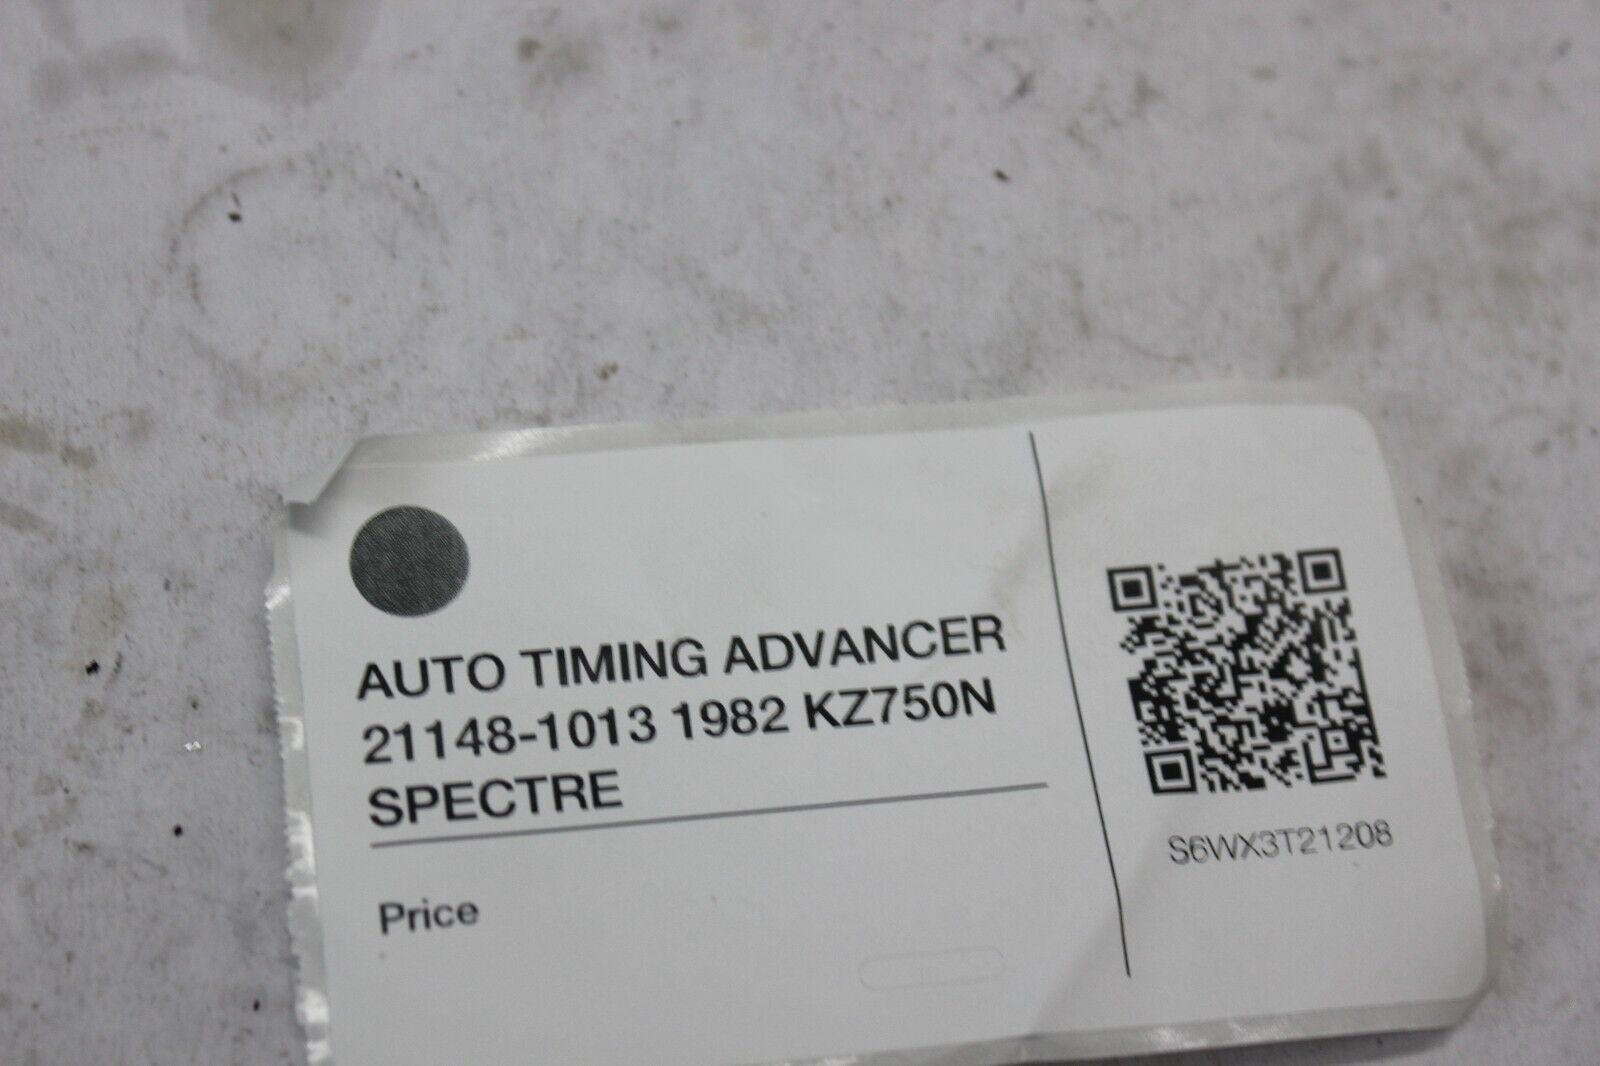 AUTO TIMING ADVANCER
21148-1013 1982 KZ750N
SPECTRE
Price
S6WX3T21208